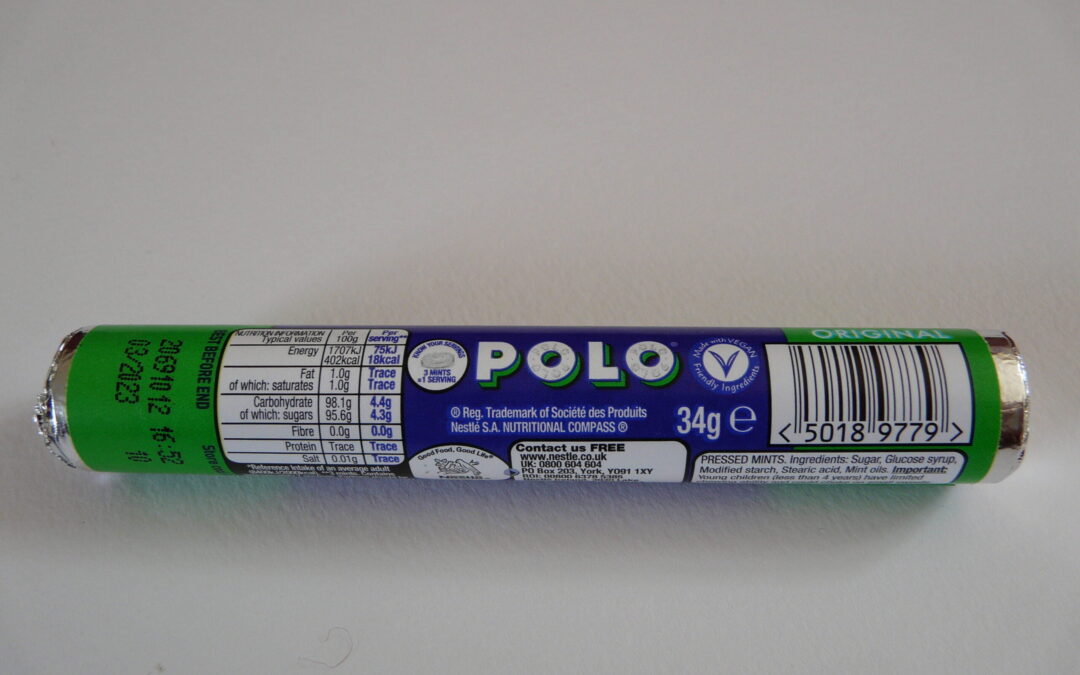 BEST BEFORE END
20691012 16:52
03/2023 10
NUTRITION INFORMATION Per Per
Typical values 100g serving**
Energy 1707kJ 75kJ
402kcal 18kcal
Fat 1.0g Trace
of which: saturates 1.0g Trace
Carbohydrate 98.1g 4.4g
of which: sugars 95.6g 4.3g
Fibre 0.0g 0.0g
Protein Trace Trace
Salt 0.01g Trace
*Reference intake of an average adult
KNOW YOUR SERVINGS
3 MINTS
=1 SERVING
POLO
® Reg. Trademark of Société des Produits
Nestlé S.A. NUTRITIONAL COMPASS ®
Good Food, Good Life®
Nestlé
Contact us FREE
www.nestle.co.uk
UK: 0800 604 604
PO Box 203, York, YO91 1XY
ROI: 00800 6378 5385
Made with VEGAN
Friendly Ingredients
34g ℮
ORIGINAL
<5018 9779>
PRESSED MINTS. Ingredients: Sugar, Glucose syrup,
Modified starch, Stearic acid, Mint oils. Important:
Young children (less than 4 years) have limited